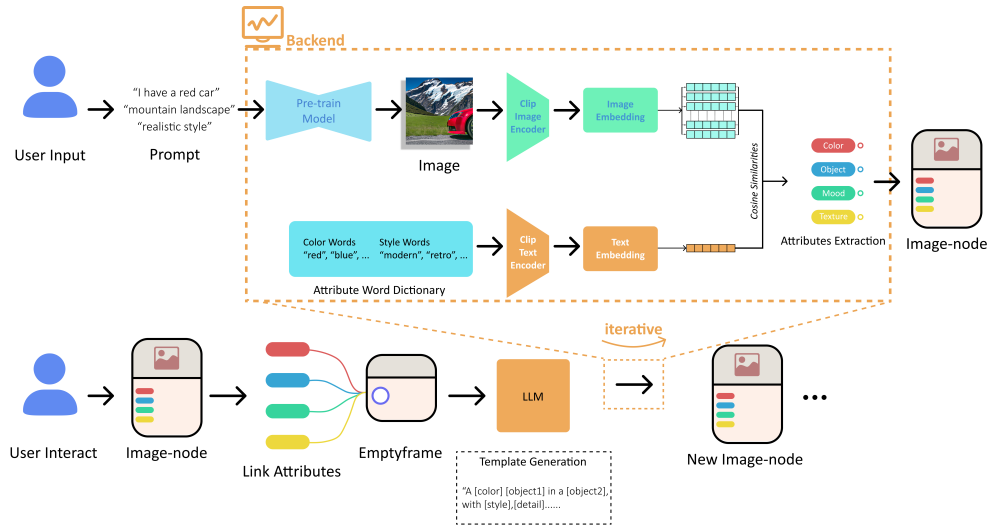 Backend
"I have a red car"
"mountain landscape"
"realistic style"
User Input
Prompt
Pre-train
Model
Image
Clip
Image
Encoder
Image
Embedding
Cosine Similarities
Color
Object
Mood
Texture
Attributes Extraction
Image-node
Color Words
"red", "blue", ...
Style Words
"modern", "retro", ...
Attribute Word Dictionary
Clip
Text
Encoder
Text
Embedding
iterative
User Interact
Image-node
Link Attributes
Emptyframe
LLM
Template Generation
"A [color] [object1] in a [object2],
with [style],[detail]......
New Image-node
...